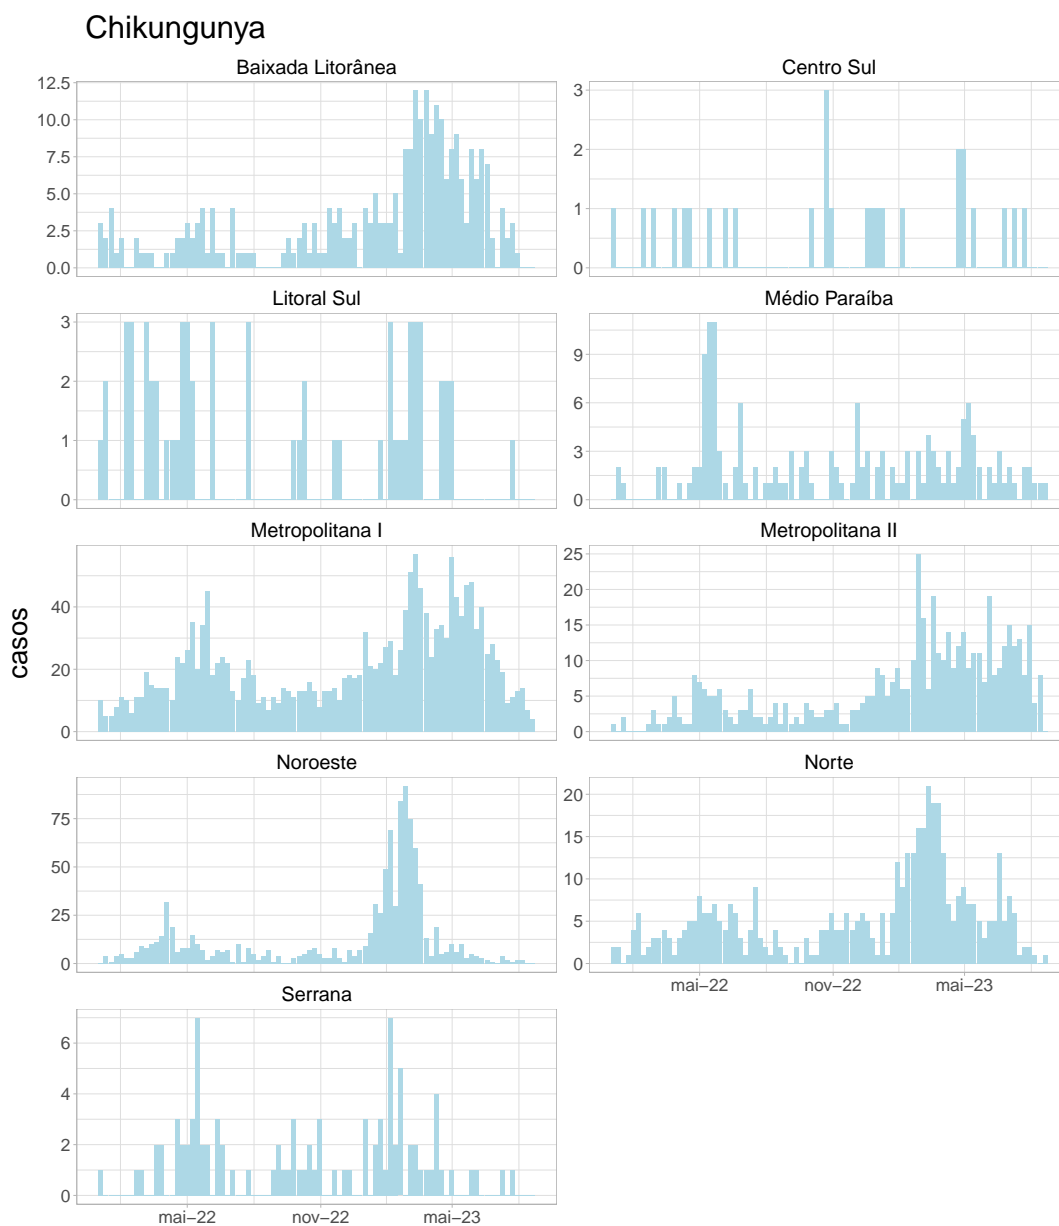 Chikungunya
Baixada Litorânea
Centro Sul
12.5
10.0
7.5
5.0
2.5
0.0
3
2
1
0
Litoral Sul
Médio Paraíba
3
2
1
0
9
6
3
0
Metropolitana I
Metropolitana II
40
20
0
25
20
15
10
5
0
casos
Noroeste
Norte
75
50
25
0
20
15
10
5
0
mai−22
nov−22
mai−23
Serrana
6
4
2
0
mai−22
nov−22
mai−23